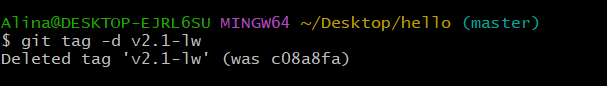 Alina@DESKTOP-EJRL6SU MINGW64 ~/Desktop/hello (master)
$ git tag -d v2.1-lw
Deleted tag 'v2.1-lw' (was c08a8fa)